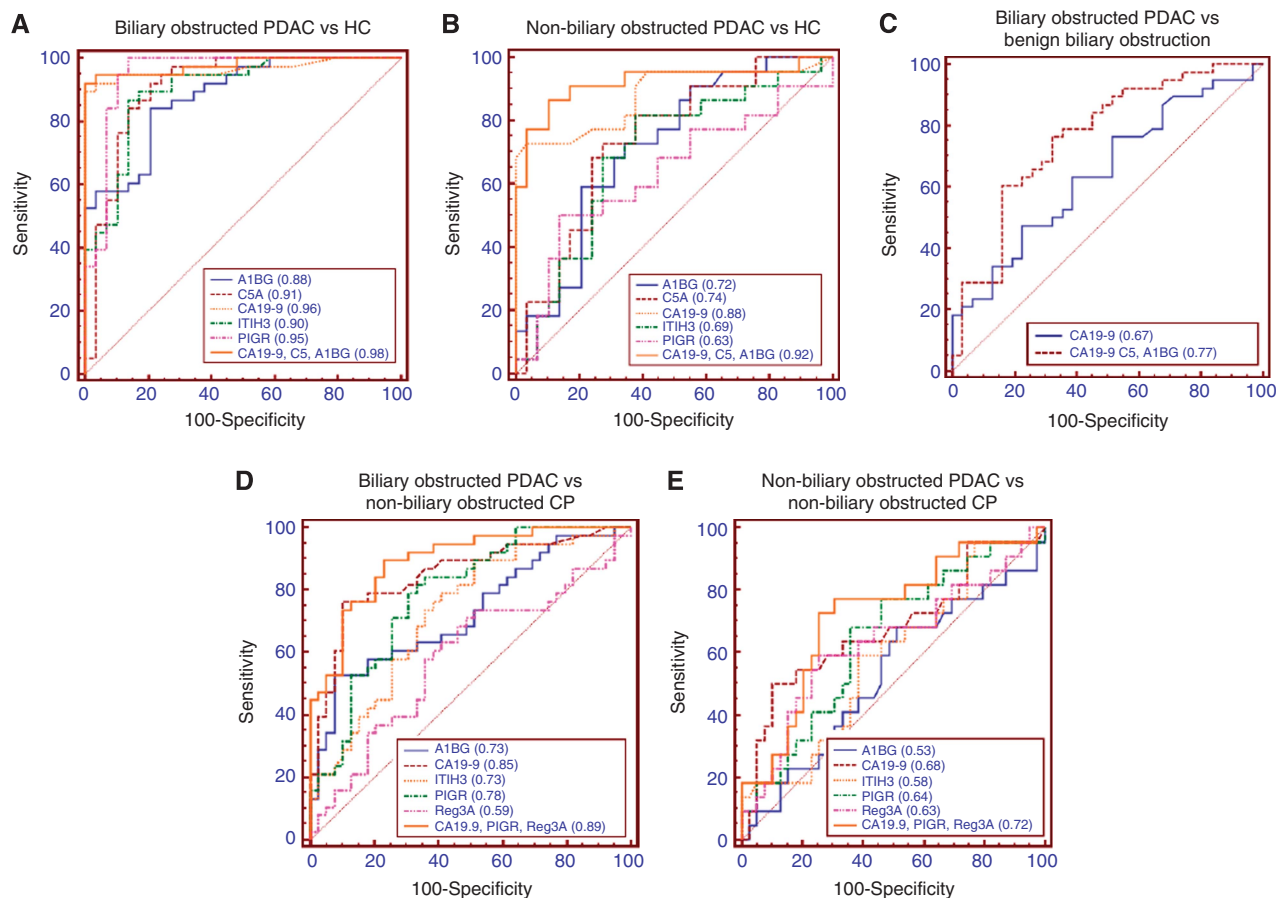 A
Biliary obstructed PDAC vs HC
Sensitivity
100
80
60
40
20
0
A1BG (0.88)
C5A (0.91)
CA19-9 (0.96)
ITIH3 (0.90)
PIGR (0.95)
CA19-9, C5, A1BG (0.98)
0 20 40 60 80 100
100-Specificity
B
Non-biliary obstructed PDAC vs HC
Sensitivity
100
80
60
40
20
0
A1BG (0.72)
C5A (0.74)
CA19-9 (0.88)
ITIH3 (0.69)
PIGR (0.63)
CA19-9, C5, A1BG (0.92)
0 20 40 60 80 100
100-Specificity
C
Biliary obstructed PDAC vs
benign biliary obstruction
Sensitivity
100
80
60
40
20
0
CA19-9 (0.67)
CA19-9 C5, A1BG (0.77)
0 20 40 60 80 100
100-Specificity
D
Biliary obstructed PDAC vs
non-biliary obstructed CP
Sensitivity
100
80
60
40
20
0
A1BG (0.73)
CA19-9 (0.85)
ITIH3 (0.73)
PIGR (0.78)
Reg3A (0.59)
CA19.9, PIGR, Reg3A (0.89)
0 20 40 60 80 100
100-Specificity
E
Non-biliary obstructed PDAC vs
non-biliary obstructed CP
Sensitivity
100
80
60
40
20
0
A1BG (0.53)
CA19-9 (0.68)
ITIH3 (0.58)
PIGR (0.64)
Reg3A (0.63)
CA19.9, PIGR, Reg3A (0.72)
0 20 40 60 80 100
100-Specificity